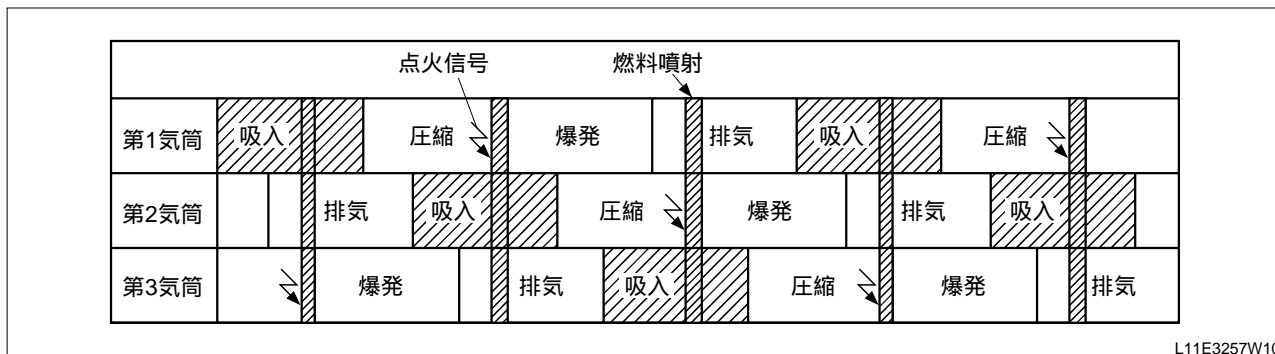 点火信号 燃料噴射
第1気筒 吸入 圧縮 爆発 排気 吸入 圧縮
第2気筒 排気 吸入 圧縮 爆発 排気 吸入
第3気筒 爆発 排気 吸入 圧縮 爆発 排気
L11E3257W10